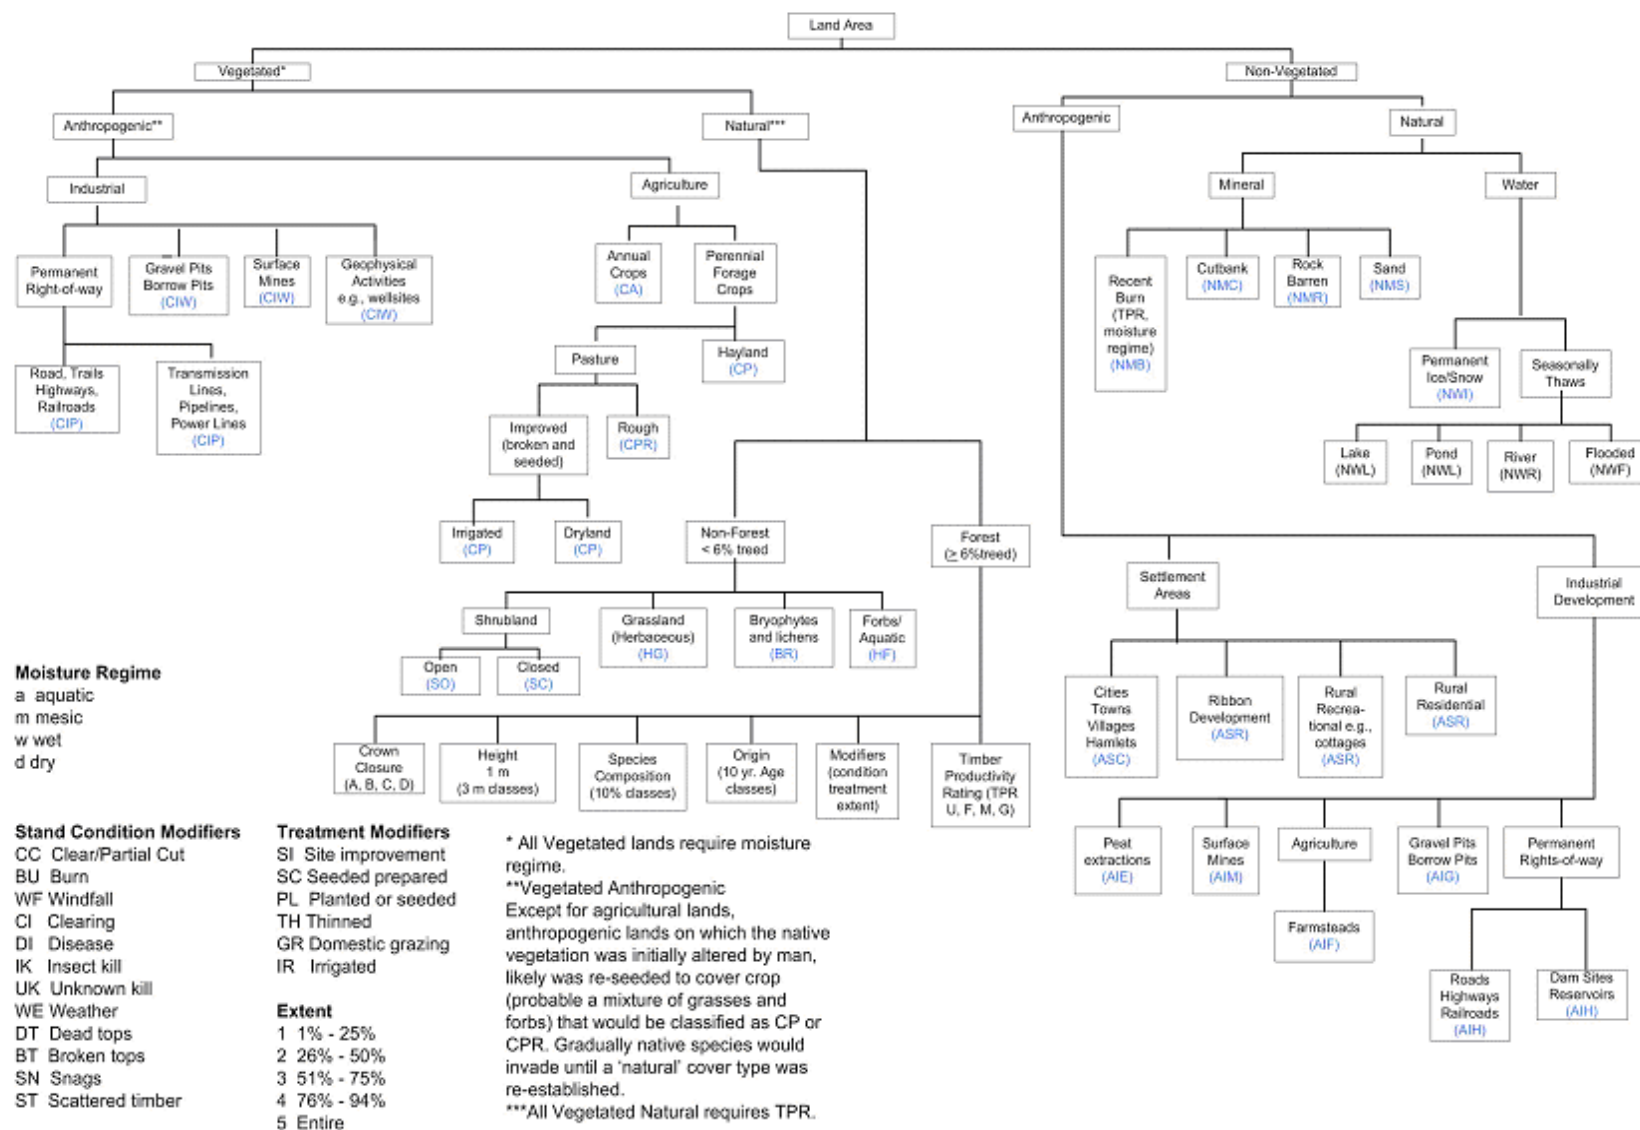 Land Area
Vegetated*
Non-Vegetated
Anthropogenic**
Natural***
Anthropogenic
Natural
Industrial
Agriculture
Mineral
Water
Permanent
Right-of-way
Gravel Pits
Borrow Pits
(CIW)
Surface
Mines
(CIW)
Geophysical
Activities
e.g., wellsites
(CIW)
Annual
Crops
(CA)
Perennial
Forage
Crops
Recent
Burn
(TPR,
moisture
regime)
(NMB)
Cutbank
(NMC)
Rock
Barren
(NMR)
Sand
(NMS)
Road, Trails
Highways,
Railroads
(CIP)
Transmission
Lines,
Pipelines,
Power Lines
(CIP)
Pasture
Hayland
(CP)
Permanent
Ice/Snow
(NWI)
Seasonally
Thaws
Improved
(broken and
seeded)
Rough
(CPR)
Lake
(NWL)
Pond
(NWL)
River
(NWR)
Flooded
(NWF)
Irrigated
(CP)
Dryland
(CP)
Non-Forest
< 6% treed
Forest
(≥ 6%treed)
Settlement
Areas
Industrial
Development
Shrubland
Grassland
(Herbaceous)
(HG)
Bryophytes
and lichens
(BR)
Forbs/
Aquatic
(HF)
Open
(SO)
Closed
(SC)
Cities
Towns
Villages
Hamlets
(ASC)
Ribbon
Development
(ASR)
Rural
Recrea-
tional e.g.,
cottages
(ASR)
Rural
Residential
(ASR)
Crown
Closure
(A, B, C, D)
Height
1 m
(3 m classes)
Species
Composition
(10% classes)
Origin
(10 yr. Age
classes)
Modifiers
(condition
treatment
extent)
Timber
Productivity
Rating (TPR
U, F, M, G)
Peat
extractions
(AIE)
Surface
Mines
(AIM)
Agriculture
Gravel Pits
Borrow Pits
(AIG)
Permanent
Rights-of-way
Farmsteads
(AIF)
Roads
Highways
Railroads
(AIH)
Dam Sites
Reservoirs
(AIH)
Moisture Regime
a aquatic
m mesic
w wet
d dry
Stand Condition Modifiers
CC Clear/Partial Cut
BU Burn
WF Windfall
CI Clearing
DI Disease
IK Insect kill
UK Unknown kill
WE Weather
DT Dead tops
BT Broken tops
SN Snags
ST Scattered timber
Treatment Modifiers
SI Site improvement
SC Seeded prepared
PL Planted or seeded
TH Thinned
GR Domestic grazing
IR Irrigated
Extent
1 1% - 25%
2 26% - 50%
3 51% - 75%
4 76% - 94%
5 Entire
* All Vegetated lands require moisture
regime.
**Vegetated Anthropogenic
Except for agricultural lands,
anthropogenic lands on which the native
vegetation was initially altered by man,
likely was re-seeded to cover crop
(probable a mixture of grasses and
forbs) that would be classified as CP or
CPR. Gradually native species would
invade until a 'natural' cover type was
re-established.
***All Vegetated Natural requires TPR.